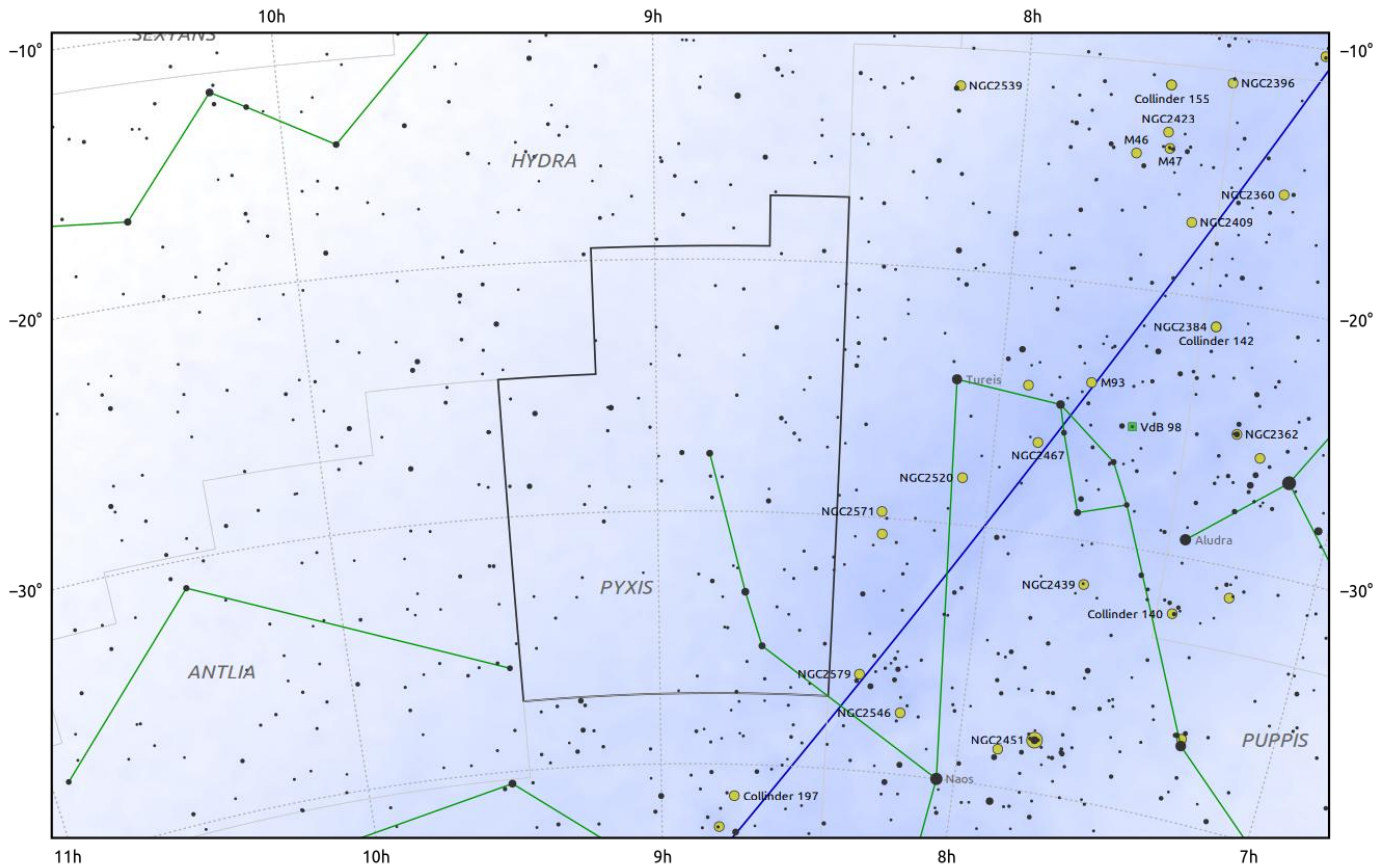 10h 9h 8h
SEXTANS
−10° −10°
NGC2539
NGC2396
Collinder 155
NGC2423
M46
M47
HYDRA
NGC2360
NGC2409
−20° −20°
NGC2384
Collinder 142
Tureis
M93
VdB 98
NGC2362
NGC2467
NGC2520
NGC2571
Aludra
NGC2439
PYXIS
−30° −30°
Collinder 140
ANTLIA
NGC2579
NGC2546
NGC2451
PUPPIS
Naos
Collinder 197
11h 10h 9h 8h 7h